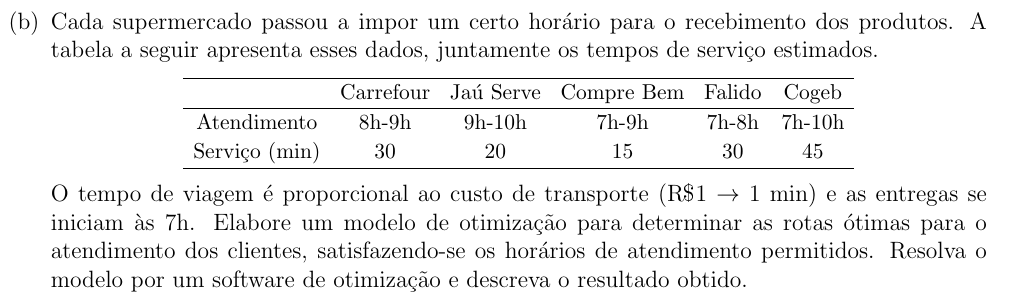 (b) Cada supermercado passou a impor um certo horário para o recebimento dos produtos. A
tabela a seguir apresenta esses dados, juntamente os tempos de serviço estimados.
Carrefour Jaú Serve Compre Bem Falido Cogeb
Atendimento 8h-9h 9h-10h 7h-9h 7h-8h 7h-10h
Serviço (min) 30 20 15 30 45
O tempo de viagem é proporcional ao custo de transporte (R$1 → 1 min) e as entregas se
iniciam às 7h. Elabore um modelo de otimização para determinar as rotas ótimas para o
atendimento dos clientes, satisfazendo-se os horários de atendimento permitidos. Resolva o
modelo por um software de otimização e descreva o resultado obtido.